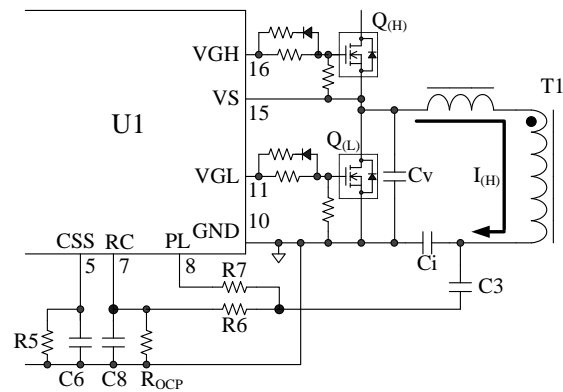 Q(H)
VGH
16
T1
VS
15
U1
Q(L)
VGL
11
Cv
I(H)
GND
10
CSS
RC
PL
5
7
8
Ci
R7
C3
R6
R5
C6
C8
ROCP